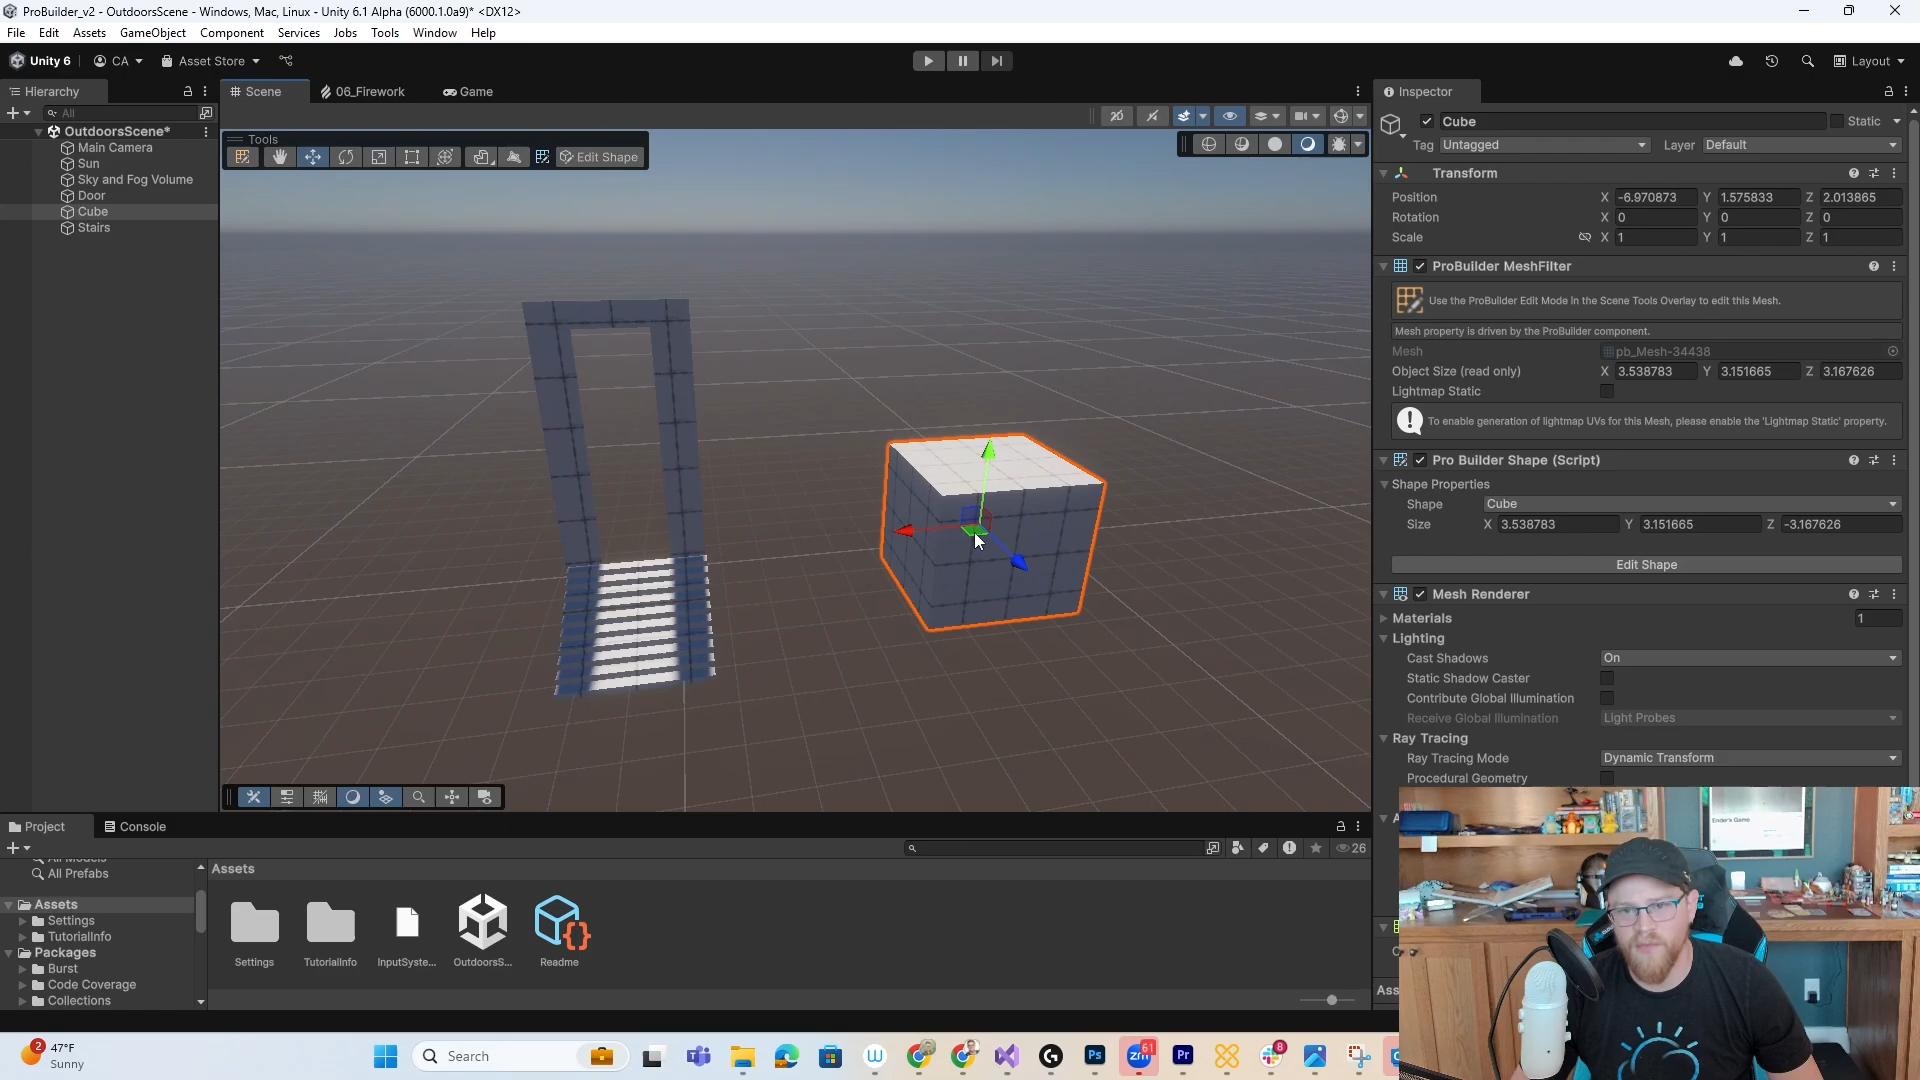 ProBuilder_v2 - OutdoorsScene - Windows, Mac, Linux - Unity 6.1 Alpha (6000.1.0a9)* <DX12>
File Edit Assets GameObject Component Services Jobs Tools Window Help
Unity 6 CA Asset Store Layout
Hierarchy
All
OutdoorsScene*
Main Camera
Sun
Sky and Fog Volume
Door
Cube
Stairs
Scene 06_Firework Game
2D
Tools
Edit Shape
Inspector
Cube Static
Tag Untagged Layer Default
Transform
Position X -6.970873 Y 1.575833 Z 2.013865
Rotation X 0 Y 0 Z 0
Scale X 1 Y 1 Z 1
ProBuilder MeshFilter
Use the ProBuilder Edit Mode in the Scene Tools Overlay to edit this Mesh.
Mesh property is driven by the ProBuilder component.
Mesh pb_Mesh-34438
Object Size (read only) X 3.538783 Y 3.151665 Z 3.167626
Lightmap Static
To enable generation of lightmap UVs for this Mesh, please enable the 'Lightmap Static' property.
Pro Builder Shape (Script)
Shape Properties
Shape Cube
Size X 3.538783 Y 3.151665 Z -3.167626
Edit Shape
Mesh Renderer
Materials 1
Lighting
Cast Shadows On
Static Shadow Caster
Contribute Global Illumination
Receive Global Illumination Light Probes
Ray Tracing
Ray Tracing Mode Dynamic Transform
Procedural Geometry
Ender's Game
Project Console
26
All Models
All Prefabs
Assets
Settings
TutorialInfo
Packages
Burst
Code Coverage
Collections
Assets
Settings TutorialInfo InputSyste... OutdoorsS... Readme
Ass
2
47°F
Sunny
Search
Ps
zm
61
Pr
8